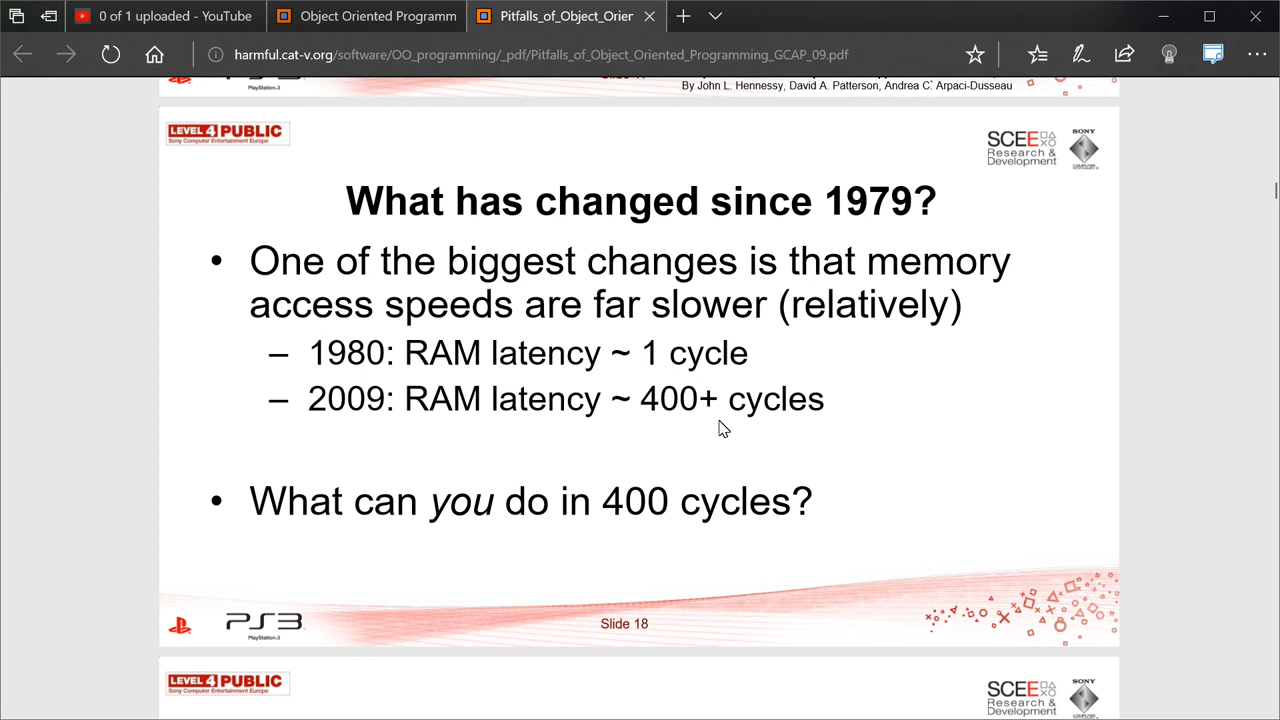 0 of 1 uploaded - YouTube
Object Oriented Programm
Pitfalls_of_Object_Orier
harmful.cat-v.org/software/OO_programming/_pdf/Pitfalls_of_Object_Oriented_Programming_GCAP_09.pdf
PlayStation.3
By John L. Hennessy, David A. Patterson, Andrea C. Arpaci-Dusseau
LEVEL 4 PUBLIC
Sony Computer Entertainment Europe
SCEE
Research &
Development
SONY
COMPUTER
What has changed since 1979?
• One of the biggest changes is that memory
access speeds are far slower (relatively)
– 1980: RAM latency ~ 1 cycle
– 2009: RAM latency ~ 400+ cycles
• What can you do in 400 cycles?
PS3
PlayStation.3
Slide 18
LEVEL 4 PUBLIC
Sony Computer Entertainment Europe
SCEE
Research &
Development
SONY
COMPUTER